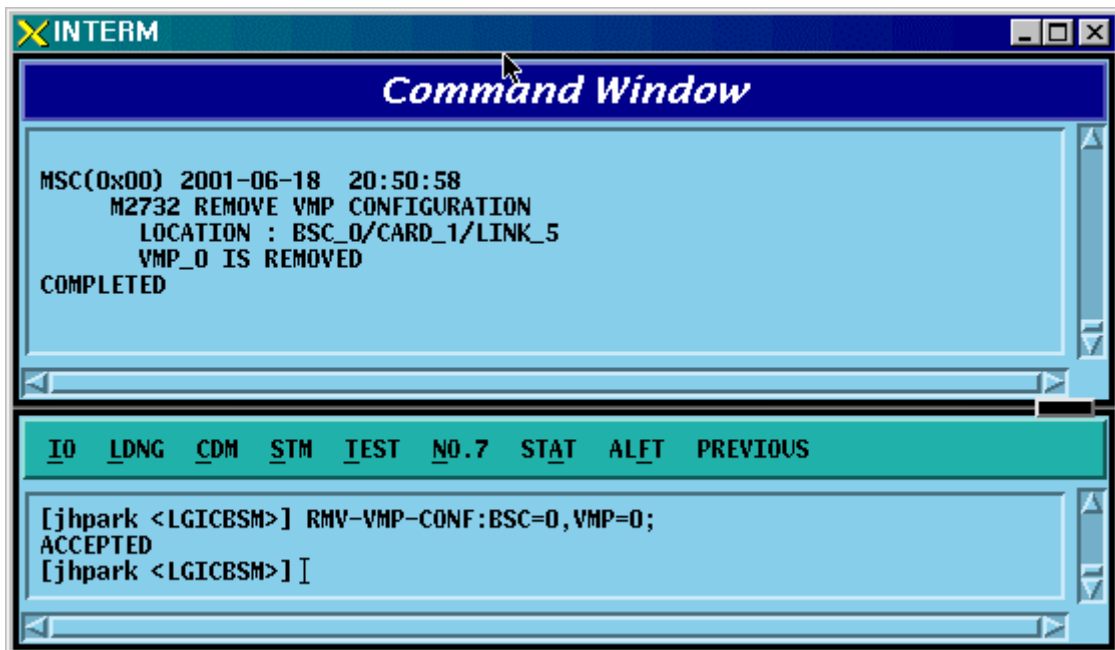 INTERM
Command Window
MSC(0x00) 2001-06-18 20:50:58
M2732 REMOVE VMP CONFIGURATION
LOCATION : BSC_0/CARD_1/LINK_5
VMP_0 IS REMOVED
COMPLETED
IO LDNG CDM STM TEST NO.7 STAT ALFT PREVIOUS
[jhpark <LGICBSM>] RMV-VMP-CONF:BSC=0,VMP=0;
ACCEPTED
[jhpark <LGICBSM>]